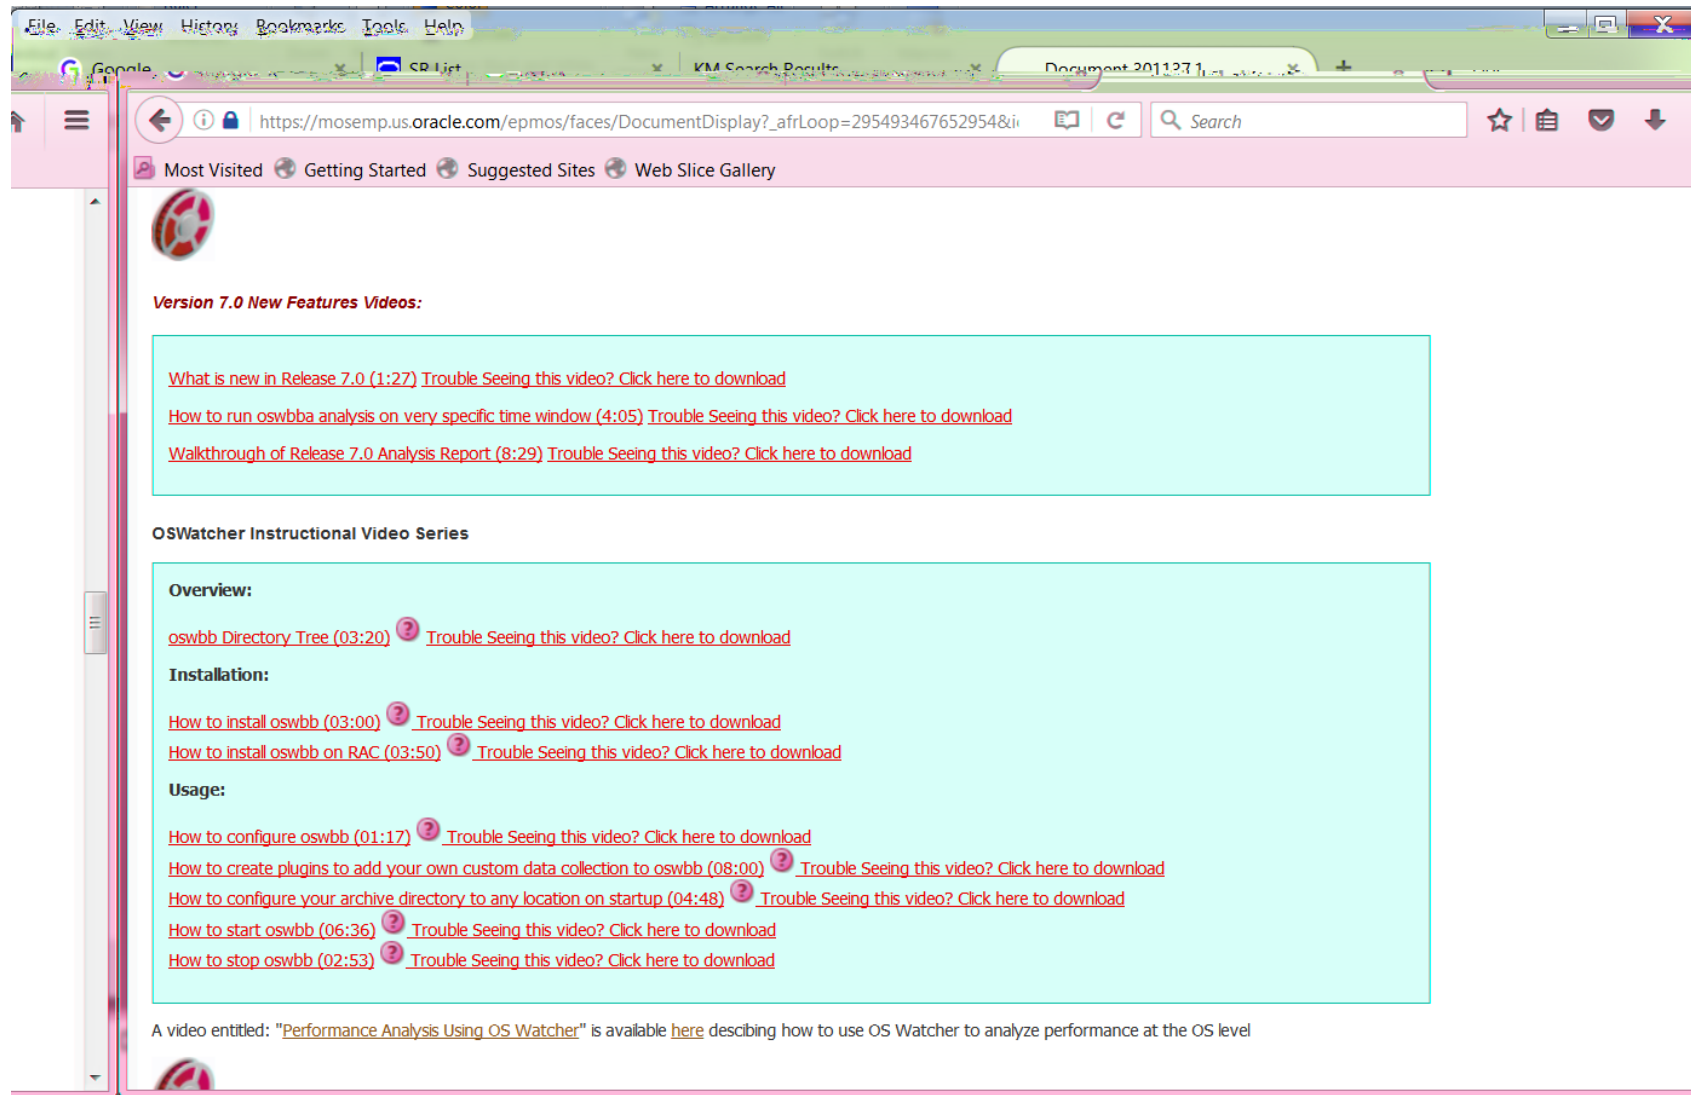 File Edit View History Bookmarks Tools Help
Google SR List KM Search Results Document 301137.1 +
https://mosemp.us.oracle.com/epmos/faces/DocumentDisplay?_afrLoop=295493467652954&i Search
Most Visited Getting Started Suggested Sites Web Slice Gallery
Version 7.0 New Features Videos:
What is new in Release 7.0 (1:27) Trouble Seeing this video? Click here to download
How to run oswbba analysis on very specific time window (4:05) Trouble Seeing this video? Click here to download
Walkthrough of Release 7.0 Analysis Report (8:29) Trouble Seeing this video? Click here to download
OSWatcher Instructional Video Series
Overview:
oswbb Directory Tree (03:20) ? Trouble Seeing this video? Click here to download
Installation:
How to install oswbb (03:00) ? Trouble Seeing this video? Click here to download
How to install oswbb on RAC (03:50) ? Trouble Seeing this video? Click here to download
Usage:
How to configure oswbb (01:17) ? Trouble Seeing this video? Click here to download
How to create plugins to add your own custom data collection to oswbb (08:00) ? Trouble Seeing this video? Click here to download
How to configure your archive directory to any location on startup (04:48) ? Trouble Seeing this video? Click here to download
How to start oswbb (06:36) ? Trouble Seeing this video? Click here to download
How to stop oswbb (02:53) ? Trouble Seeing this video? Click here to download
A video entitled: "Performance Analysis Using OS Watcher" is available here descibing how to use OS Watcher to analyze performance at the OS level